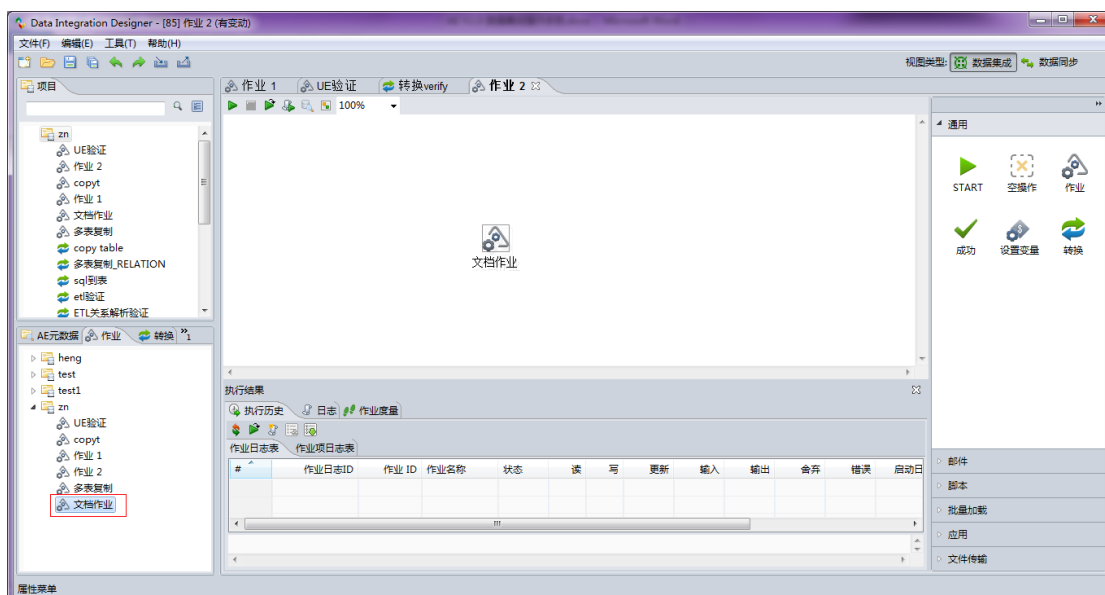 Data Integration Designer - [85] 作业 2 (有变动)
文件(F) 编辑(E) 工具(T) 帮助(H)
视图类型: 数据集成 数据同步
项目
zn
UE验证
作业 2
copyt
作业 1
文档作业
多表复制
copy table
多表复制_RELATION
sql到表
etl验证
ETL关系解析验证
AE元数据 作业 转换 »1
heng
test
test1
zn
UE验证
copyt
作业 1
作业 2
多表复制
文档作业
属性菜单
作业 1 UE验证 转换verify 作业 2
100%
文档作业
执行结果
执行历史 日志 作业度量
作业日志表 作业项日志表
# 作业日志ID 作业 ID 作业名称 状态 读 写 更新 输入 输出 舍弃 错误 启动日
通用
START 空操作 作业
成功 设置变量 转换
部件
脚本
批量加载
应用
文件传输